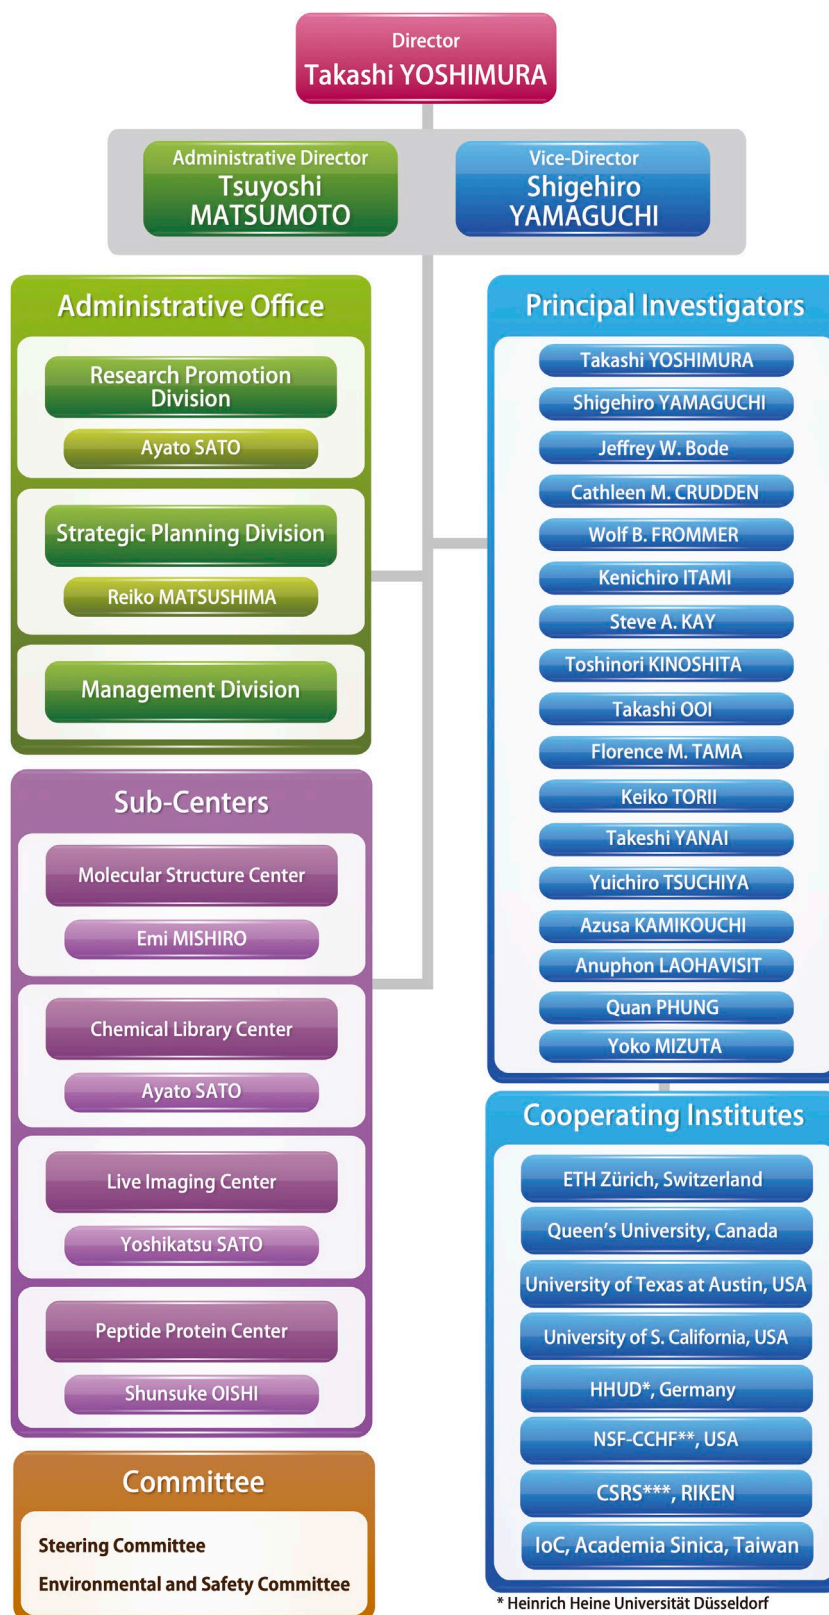 Director
Takashi YOSHIMURA
Administrative Director
Tsuyoshi
MATSUMOTO
Vice-Director
Shigehiro
YAMAGUCHI
Administrative Office
Research Promotion
Division
Ayato SATO
Strategic Planning Division
Reiko MATSUSHIMA
Management Division
Sub-Centers
Molecular Structure Center
Emi MISHIRO
Chemical Library Center
Ayato SATO
Live Imaging Center
Yoshikatsu SATO
Peptide Protein Center
Shunsuke OISHI
Committee
Steering Committee
Environmental and Safety Committee
Principal Investigators
Takashi YOSHIMURA
Shigehiro YAMAGUCHI
Jeffrey W. Bode
Cathleen M. CRUDDEN
Wolf B. FROMMER
Kenichiro ITAMI
Steve A. KAY
Toshinori KINOSHITA
Takashi OOI
Florence M. TAMA
Keiko TORII
Takeshi YANAI
Yuichiro TSUCHIYA
Azusa KAMIKOUCHI
Anuphon LAOHAVISIT
Quan PHUNG
Yoko MIZUTA
Cooperating Institutes
ETH Zürich, Switzerland
Queen's University, Canada
University of Texas at Austin, USA
University of S. California, USA
HHUD*, Germany
NSF-CCHF**, USA
CSRS***, RIKEN
IoC, Academia Sinica, Taiwan
* Heinrich Heine Universität Düsseldorf